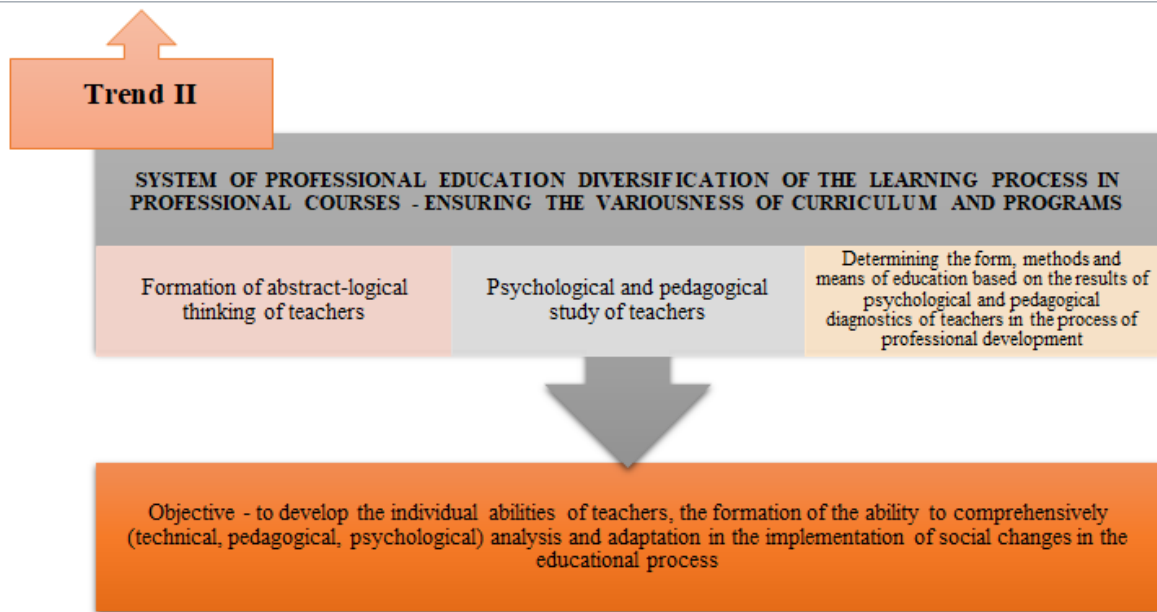 Trend II
SYSTEM OF PROFESSIONAL EDUCATION DIVERSIFICATION OF THE LEARNING PROCESS IN
PROFESSIONAL COURSES - ENSURING THE VARIOUSNESS OF CURRICULUM AND PROGRAMS
Formation of abstract-logical
thinking of teachers
Psychological and pedagogical
study of teachers
Determining the form, methods and
means of education based on the results of
psychological and pedagogical
diagnostics of teachers in the process of
professional development
Objective - to develop the individual abilities of teachers, the formation of the ability to comprehensively
(technical, pedagogical, psychological) analysis and adaptation in the implementation of social changes in the
educational process